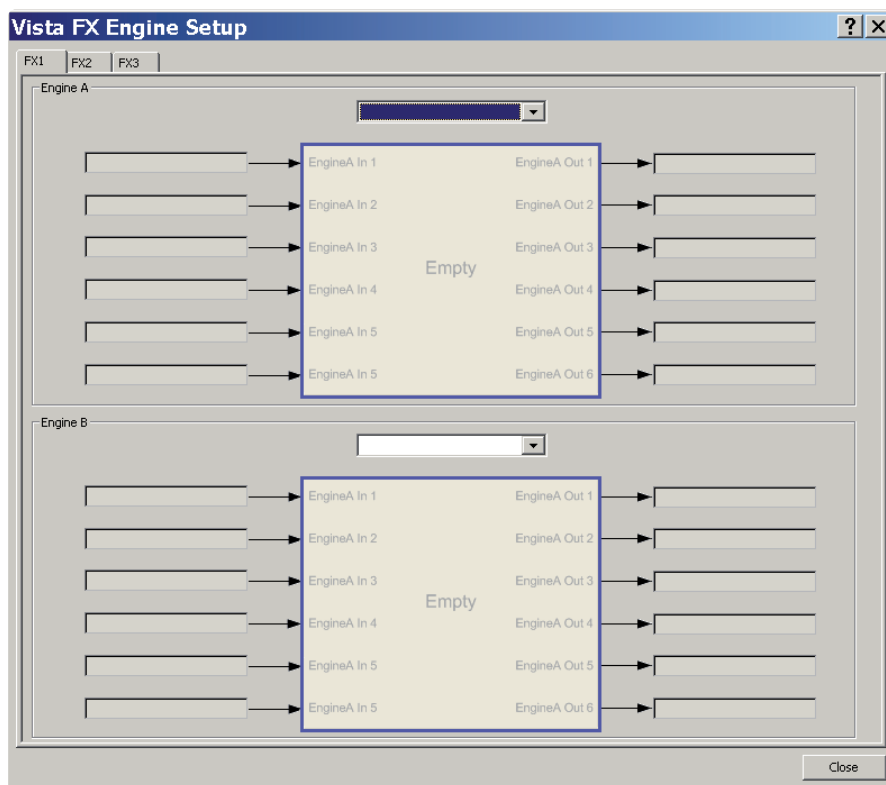 Vista FX Engine Setup
?
FX1 FX2 FX3
Engine A
EngineA In 1 EngineA Out 1
EngineA In 2 EngineA Out 2
EngineA In 3 EngineA Out 3
Empty
EngineA In 4 EngineA Out 4
EngineA In 5 EngineA Out 5
EngineA In 5 EngineA Out 6
Engine B
EngineA In 1 EngineA Out 1
EngineA In 2 EngineA Out 2
EngineA In 3 EngineA Out 3
Empty
EngineA In 4 EngineA Out 4
EngineA In 5 EngineA Out 5
EngineA In 5 EngineA Out 6
Close